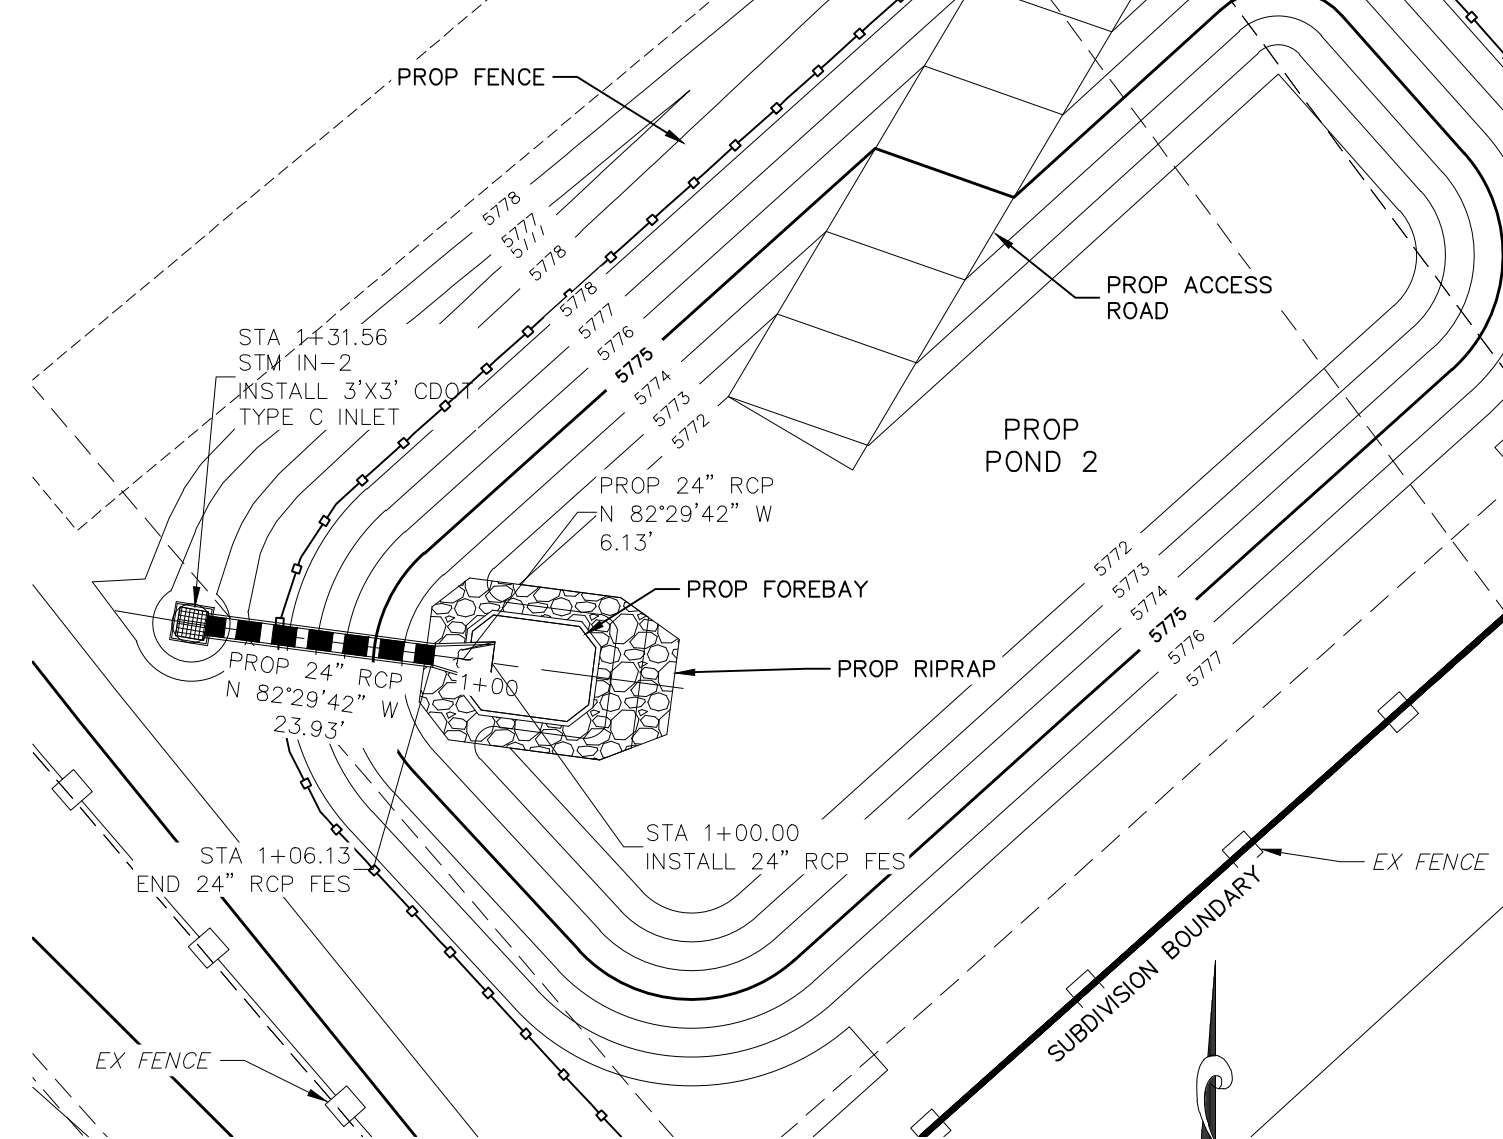 PROP FENCE
5778
5777
5777
5778
5778
5777
5776
5775
5774
5773
5772
PROP ACCESS
ROAD
STA 1+31.56
STM IN-2
INSTALL 3'X3' CDOT
TYPE C INLET
PROP
POND 2
PROP 24" RCP
N 82°29'42" W
6.13'
PROP FOREBAY
5772
5773
5774
5775
5776
5777
PROP 24" RCP
N 82°29'42" W
23.93'
1+00
PROP RIPRAP
STA 1+06.13
END 24" RCP FES
STA 1+00.00
INSTALL 24" RCP FES
EX FENCE
SUBDIVISION BOUNDARY
EX FENCE